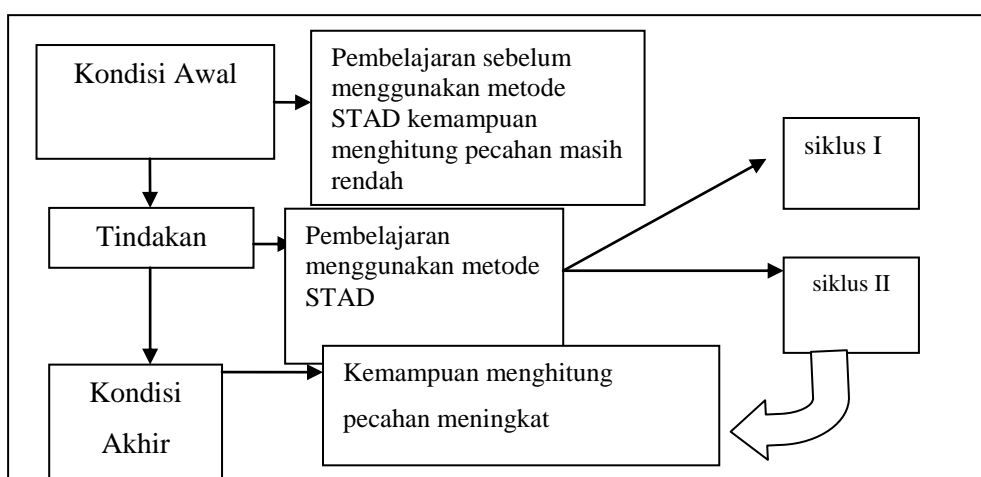 Kondisi Awal
Pembelajaran sebelum
menggunakan metode
STAD kemampuan
menghitung pecahan masih
rendah
siklus I
Tindakan
Pembelajaran
menggunakan metode
STAD
siklus II
Kondisi
Akhir
Kemampuan menghitung
pecahan meningkat